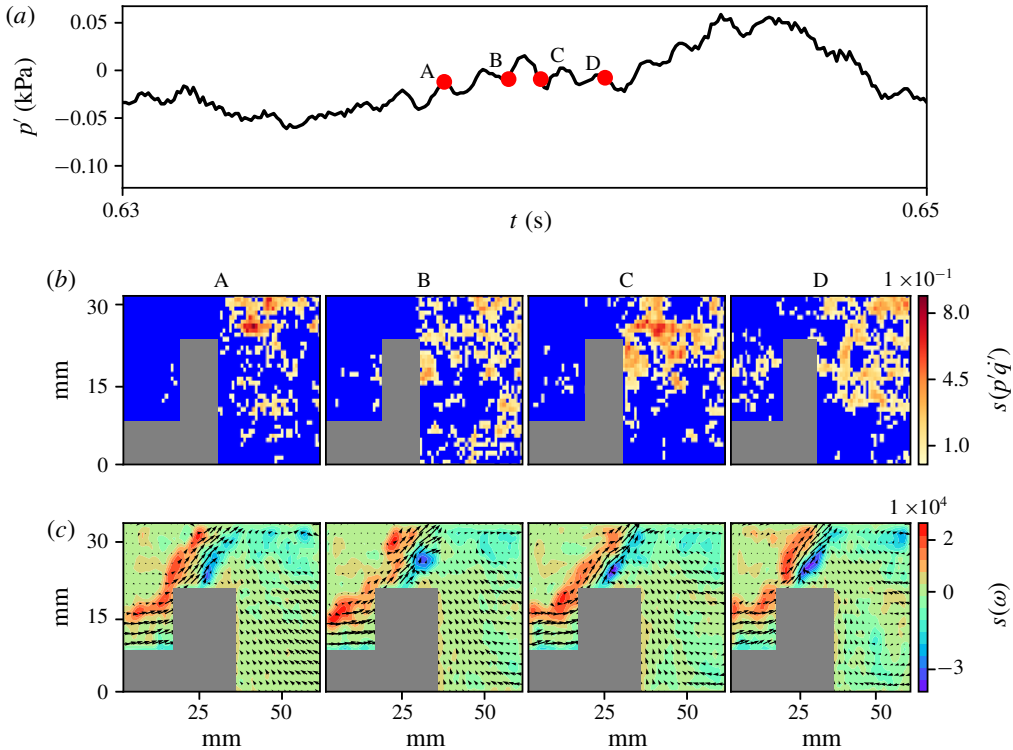 (a)
0.05
0
−0.05
−0.10
p′ (kPa)
A
B
C
D
0.63
0.65
t (s)
(b)
A
B
C
D
1 ×10⁻¹
30
15
0
mm
8.0
4.5
1.0
s(p′q̇′)
(c)
1 ×10⁴
30
15
0
mm
2
0
−3
s(ω)
25
50
25
50
25
50
25
50
mm
mm
mm
mm